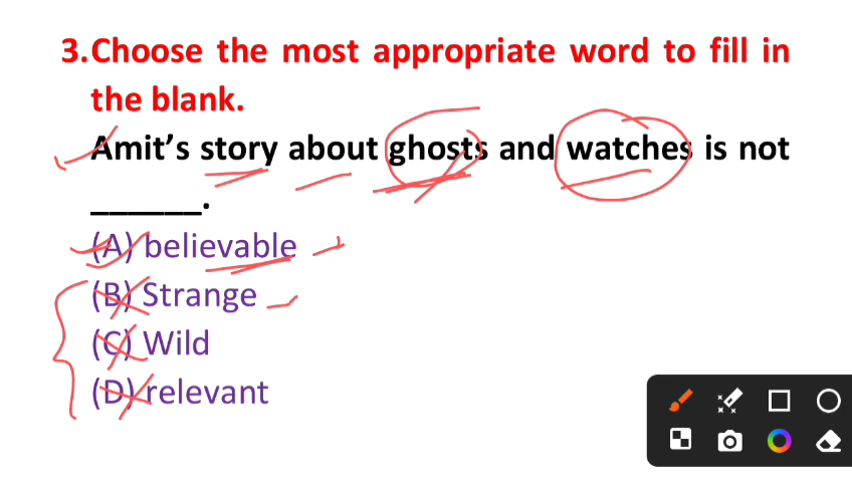 3.Choose the most appropriate word to fill in
the blank.
Amit's story about ghosts and watches is not
______.
(A) believable
(B) Strange
(C) Wild
(D) relevant